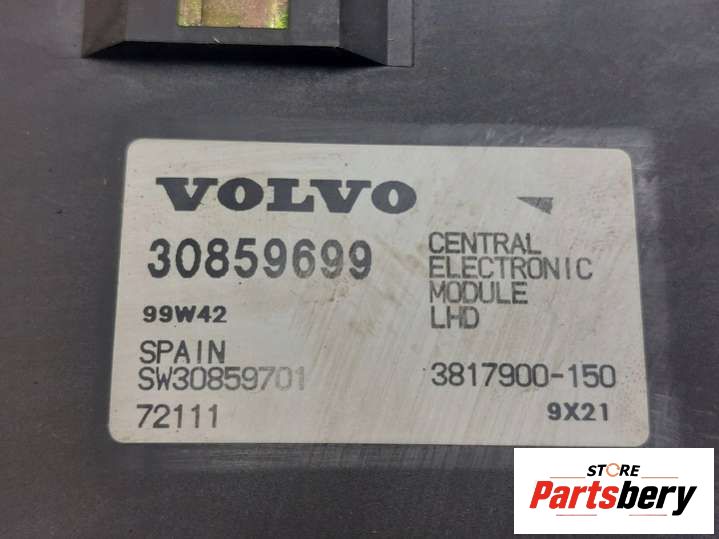 VOLVO
30859699
CENTRAL
ELECTRONIC
MODULE
LHD
99W42
SPAIN
SW30859701
3817900-150
72111
9X21
STORE
Partsbery